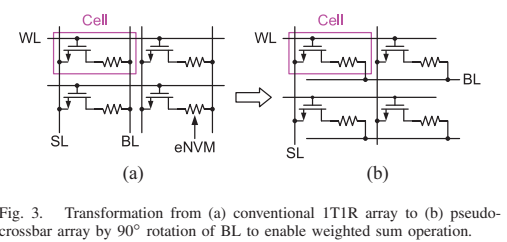 Cell
WL
SL
BL
eNVM
(a)
Cell
WL
BL
SL
(b)
Fig. 3. Transformation from (a) conventional 1T1R array to (b) pseudo-
crossbar array by 90° rotation of BL to enable weighted sum operation.